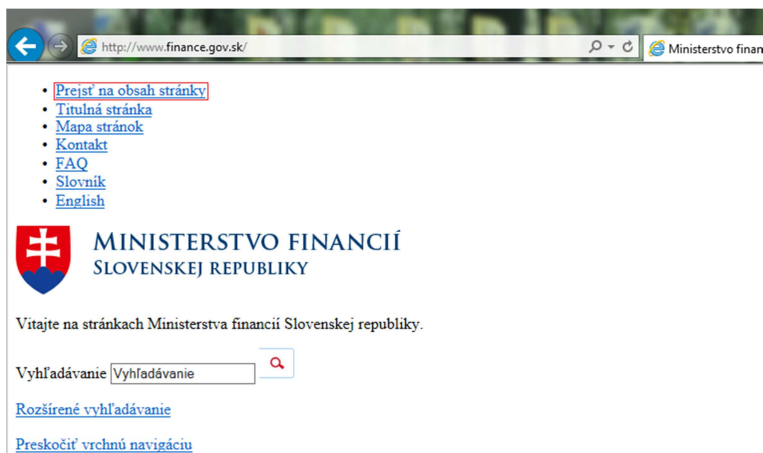 http://www.finance.gov.sk/
Ministerstvo finan
Prejsť na obsah stránky
Titulná stránka
Mapa stránok
Kontakt
FAQ
Slovník
English
MINISTERSTVO FINANCIÍ
SLOVENSKEJ REPUBLIKY
Vitajte na stránkach Ministerstva financií Slovenskej republiky.
Vyhľadávanie Vyhľadávanie
Rozšírené vyhľadávanie
Preskočiť vrchnú navigáciu